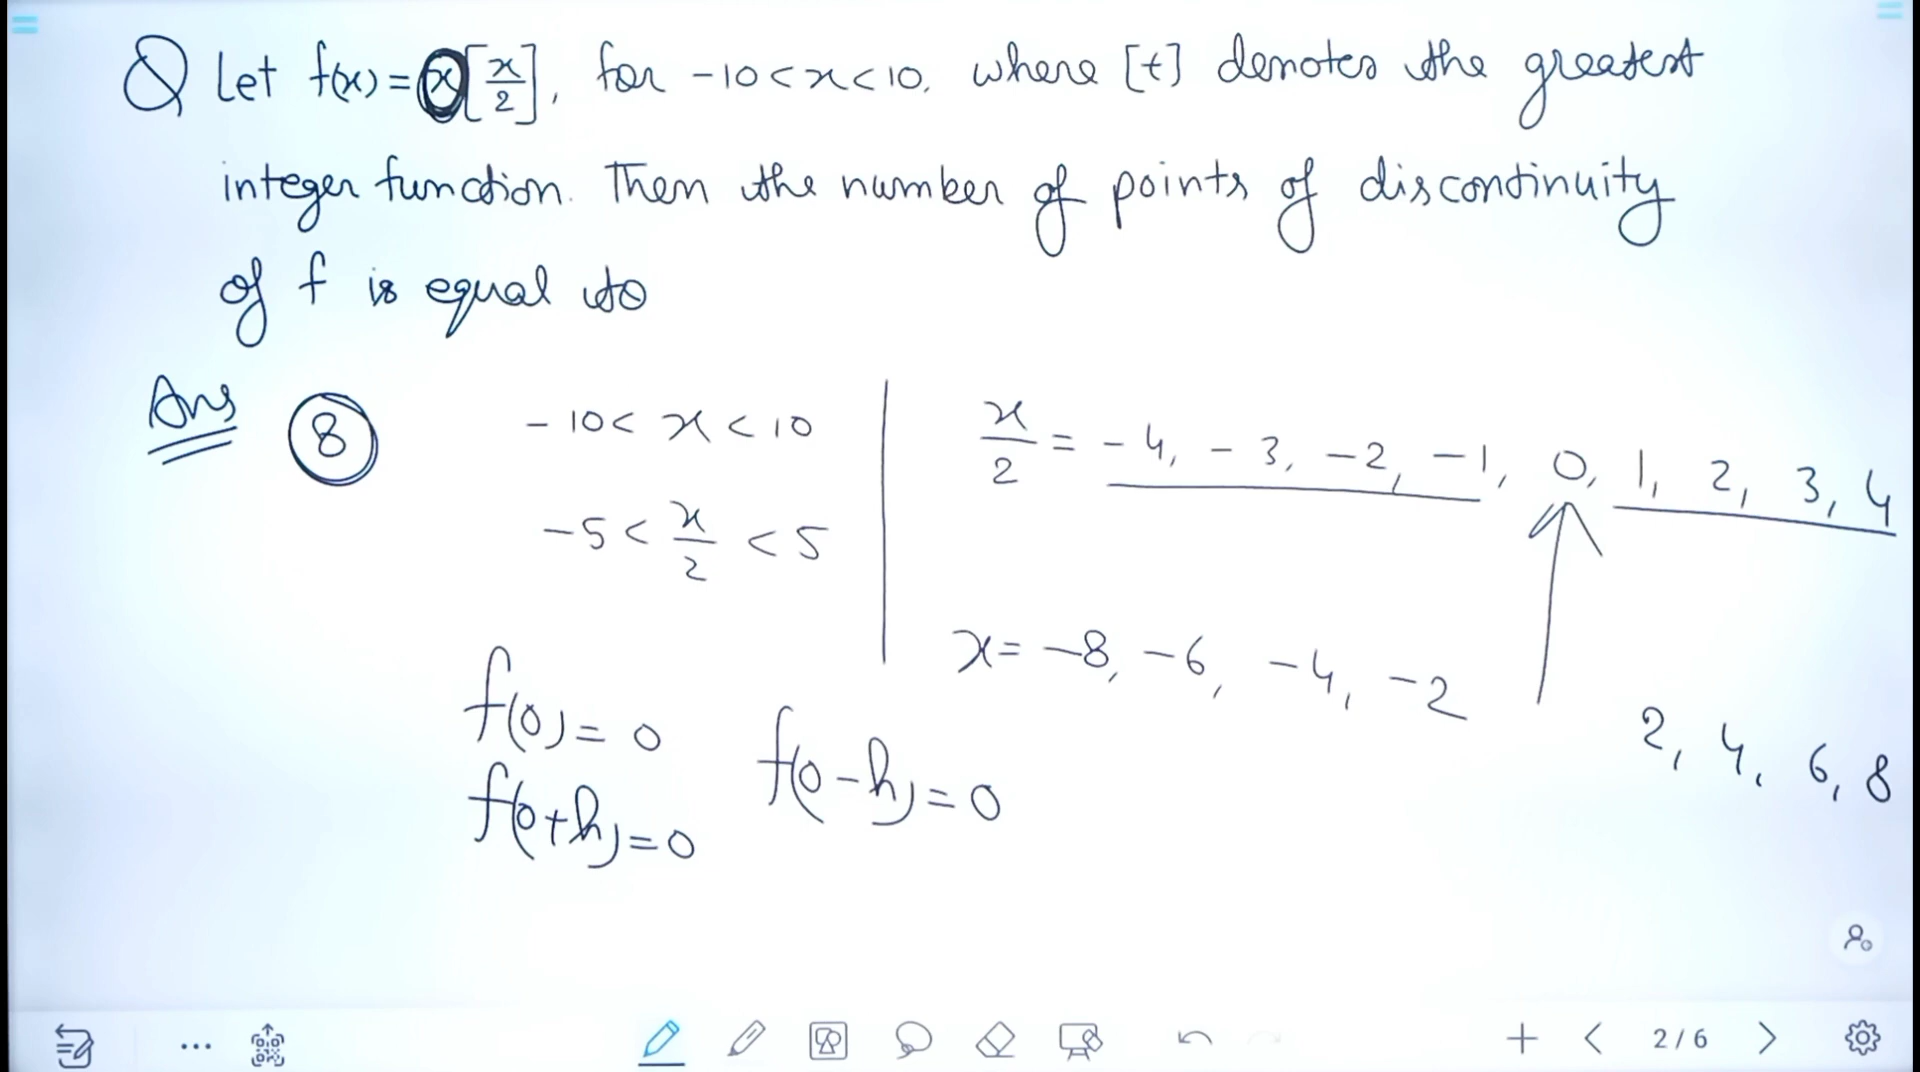 Q Let f(x) = x[x/2], for -10 < x < 10, where [t] denotes the greatest
integer function. Then the number of points of discontinuity
of f is equal to
Ans 8
-10 < x < 10
-5 < x/2 < 5
x/2 = -4, -3, -2, -1, 0, 1, 2, 3, 4
x = -8, -6, -4, -2
2, 4, 6, 8
f(0) = 0
f(0-h) = 0
f(0+h) = 0
2 / 6